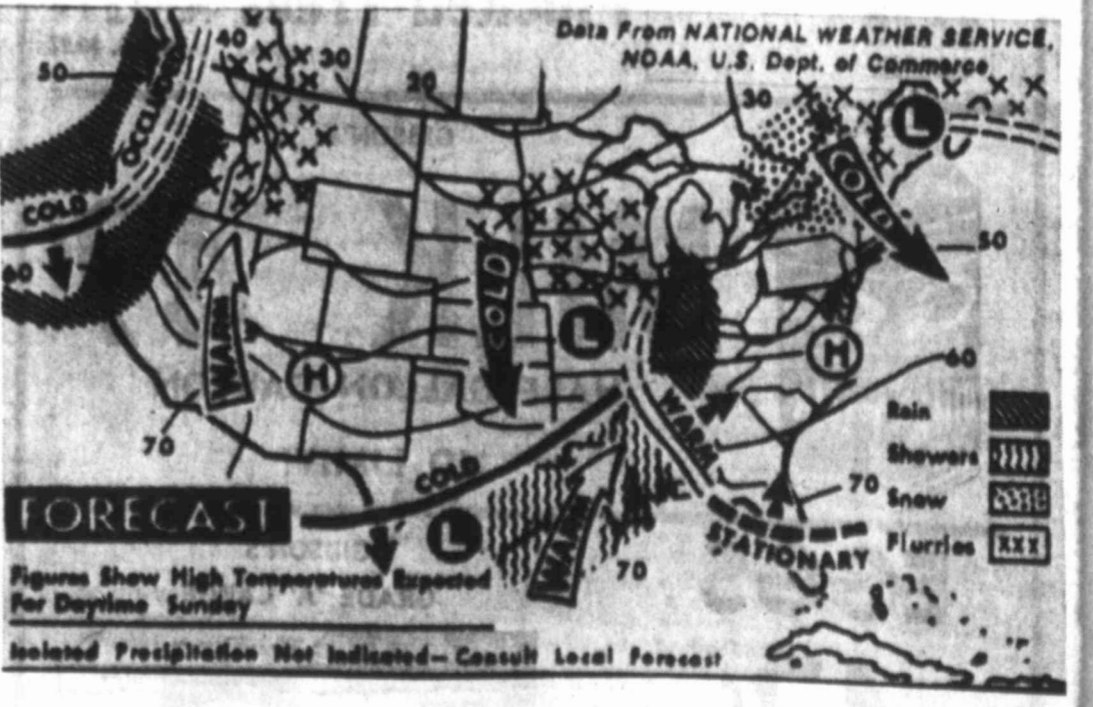 Data From NATIONAL WEATHER SERVICE,
NOAA, U.S. Dept. of Commerce
40
50
30
20
30
OCCLUDED
L
COLD
COLD
60
50
COLD
WARM
L
H
H
60
WARM
70
Rain
COLD
Showers
70
Snow
FORECAST
L
WARM
STATIONARY
Flurries
XXX
70
Figures Show High Temperatures Expected
For Daytime Sunday
Isolated Precipitation Not Indicated – Consult Local Forecast